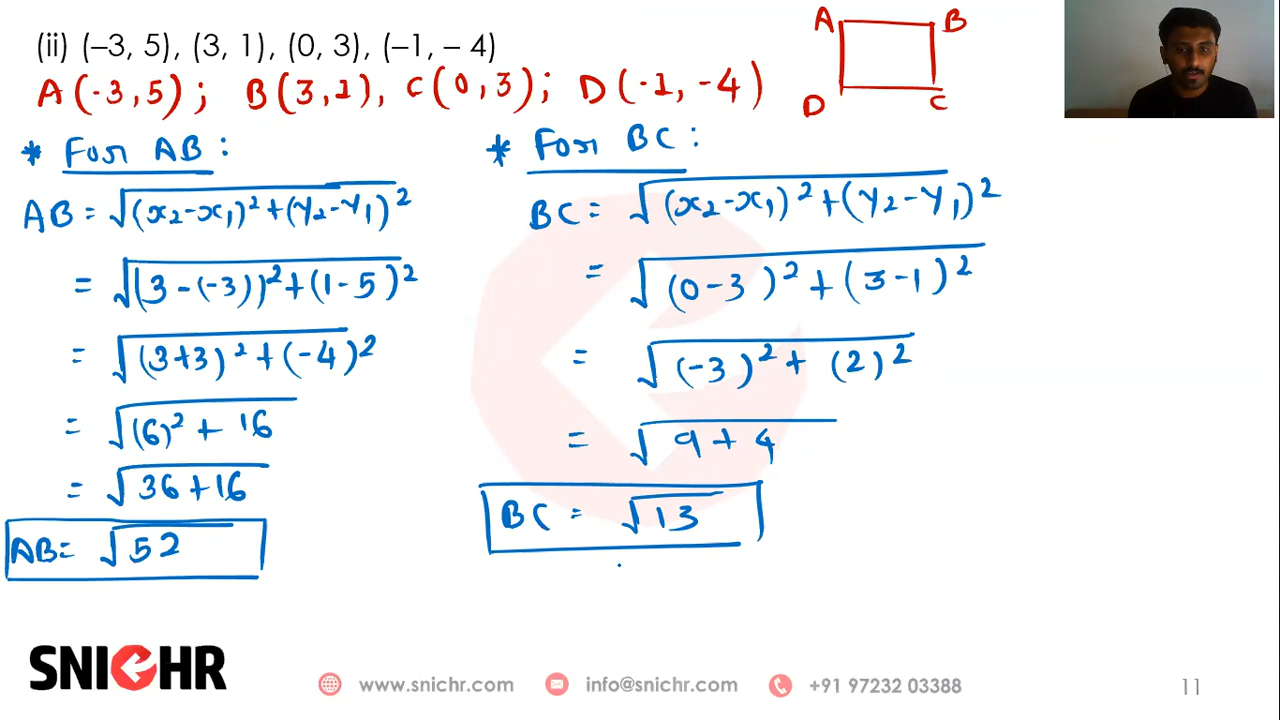 (ii) (–3, 5), (3, 1), (0, 3), (–1, – 4)
A(-3,5); B(3,1), C(0,3); D(-1,-4)
A B
D C
* For AB:
AB = √(x₂-x₁)²+(y₂-y₁)²
= √(3-(-3))²+(1-5)²
= √(3+3)²+(-4)²
= √(6)² + 16
= √36+16
AB= √52
* For BC:
BC = √(x₂-x₁)²+(y₂-y₁)²
= √(0-3)²+(3-1)²
= √(-3)²+ (2)²
= √9+4
BC = √13
SNICHR
www.snichr.com info@snichr.com +91 97232 03388 11